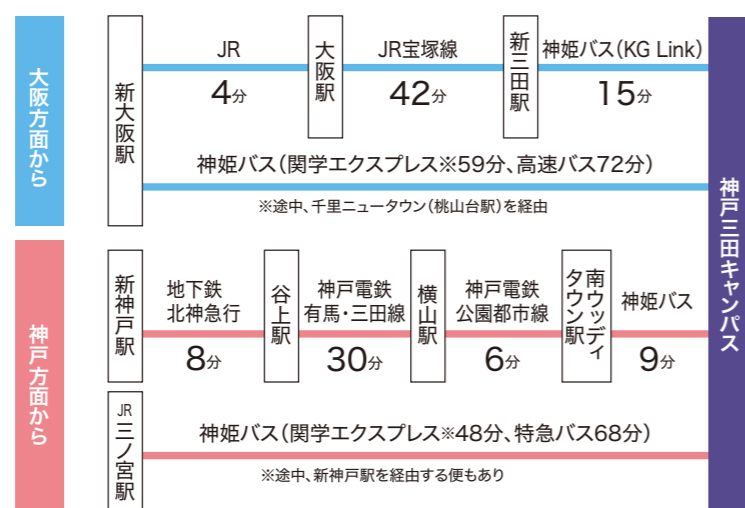 大阪方面から
新大阪駅
JR
4分
大阪駅
JR宝塚線
42分
新三田駅
神姫バス(KG Link)
15分
神姫バス(関学エクスプレス※59分、高速バス72分)
※途中、千里ニュータウン(桃山台駅)を経由
神戸方面から
新神戸駅
地下鉄
北神急行
8分
谷上駅
神戸電鉄
有馬・三田線
30分
横山駅
神戸電鉄
公園都市線
6分
南ウッディ
タウン駅
神姫バス
9分
JR
三ノ宮駅
神姫バス(関学エクスプレス※48分、特急バス68分)
※途中、新神戸駅を経由する便もあり
神戸三田キャンパス